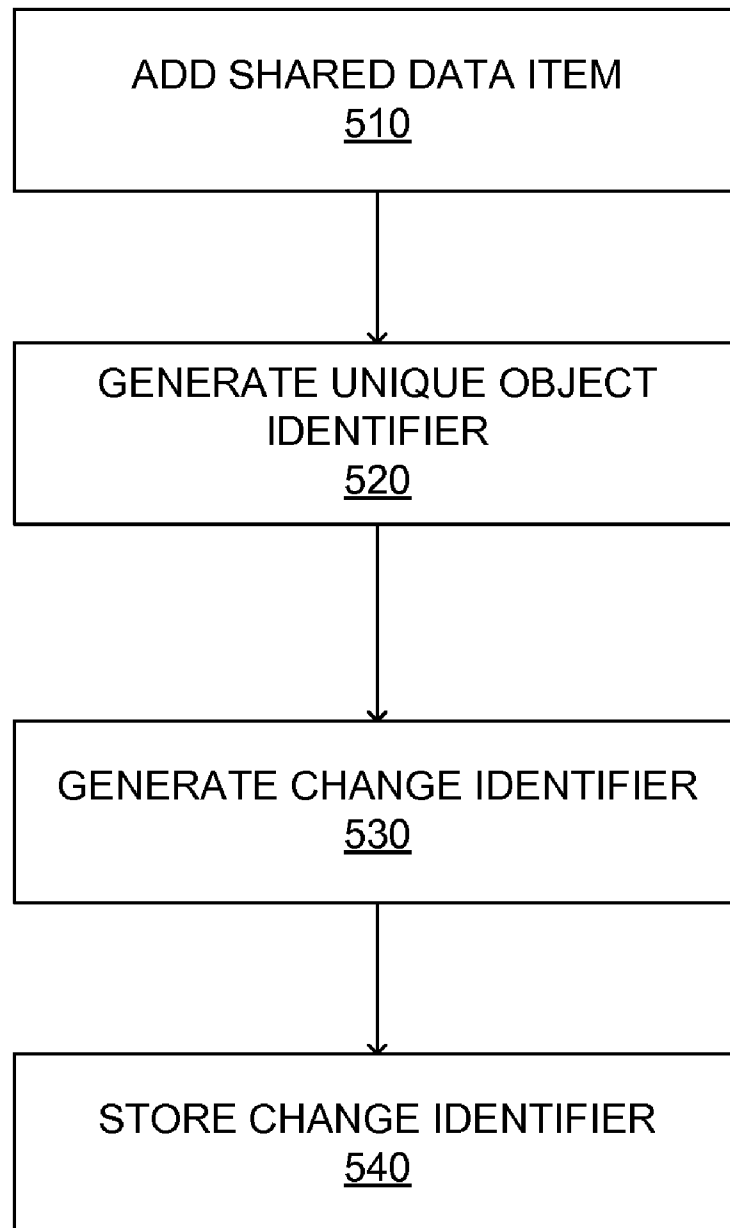 ADD SHARED DATA ITEM
510
GENERATE UNIQUE OBJECT
IDENTIFIER
520
GENERATE CHANGE IDENTIFIER
530
STORE CHANGE IDENTIFIER
540